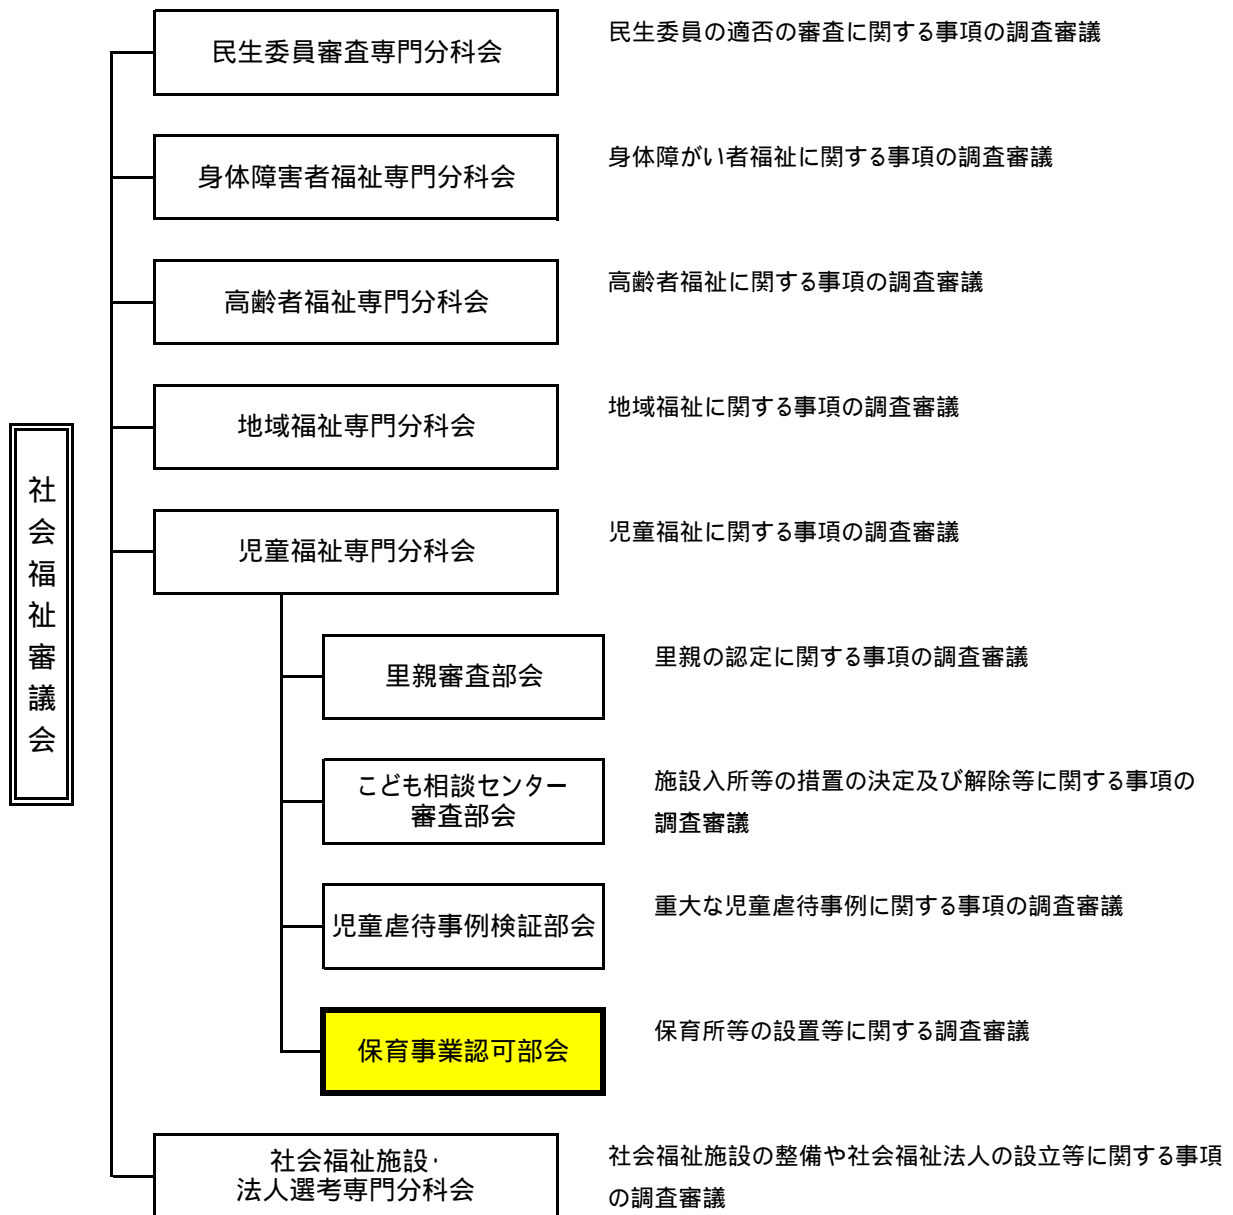 社会福祉審議会
民生委員審査専門分科会
民生委員の適否の審査に関する事項の調査審議
身体障害者福祉専門分科会
身体障がい者福祉に関する事項の調査審議
高齢者福祉専門分科会
高齢者福祉に関する事項の調査審議
地域福祉専門分科会
地域福祉に関する事項の調査審議
児童福祉専門分科会
児童福祉に関する事項の調査審議
里親審査部会
里親の認定に関する事項の調査審議
こども相談センター
審査部会
施設入所等の措置の決定及び解除等に関する事項の
調査審議
児童虐待事例検証部会
重大な児童虐待事例に関する事項の調査審議
保育事業認可部会
保育所等の設置等に関する調査審議
社会福祉施設・
法人選考専門分科会
社会福祉施設の整備や社会福祉法人の設立等に関する事項
の調査審議